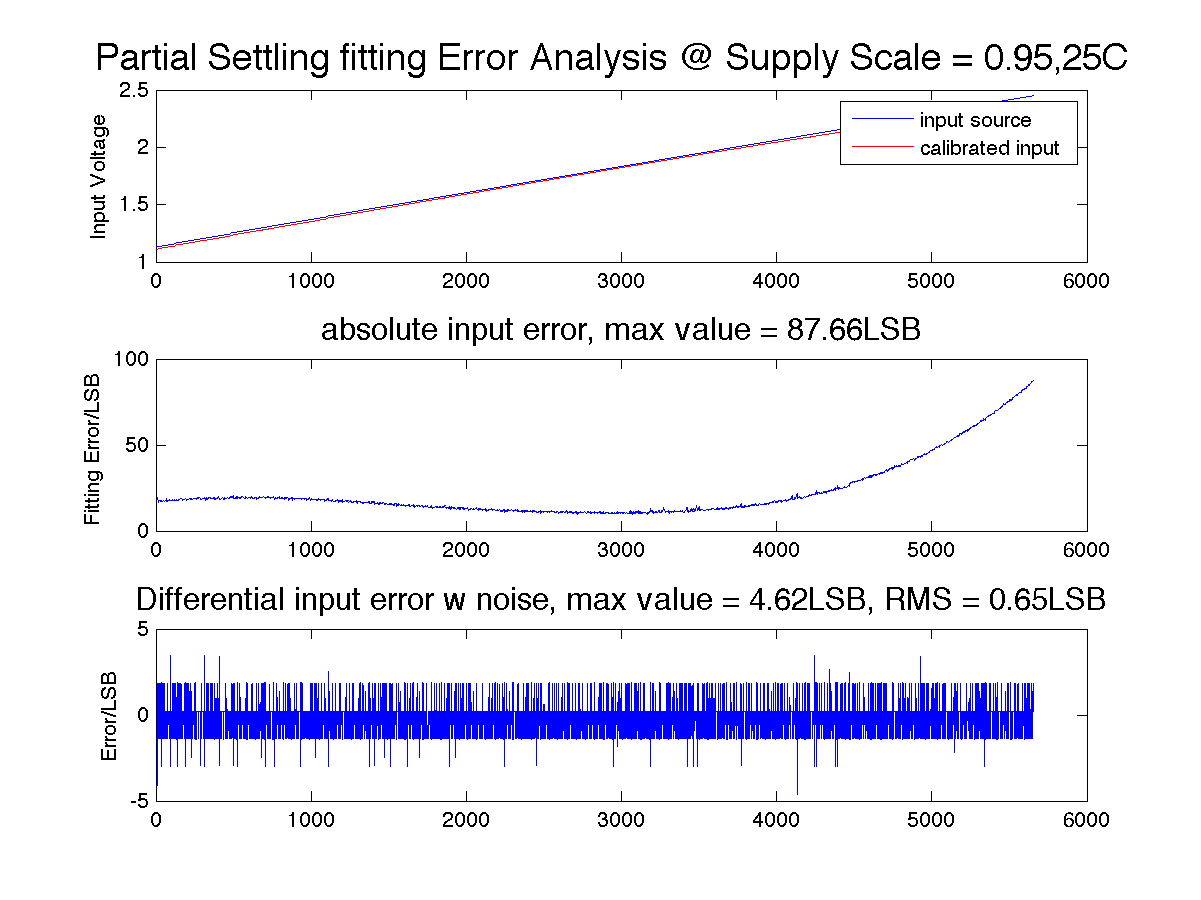 Partial Settling fitting Error Analysis @ Supply Scale = 0.95,25C
2.5
2
1.5
1
Input Voltage
input source
calibrated input
0 1000 2000 3000 4000 5000 6000
absolute input error, max value = 87.66LSB
100
50
0
Fitting Error/LSB
0 1000 2000 3000 4000 5000 6000
Differential input error w noise, max value = 4.62LSB, RMS = 0.65LSB
5
0
-5
Error/LSB
0 1000 2000 3000 4000 5000 6000